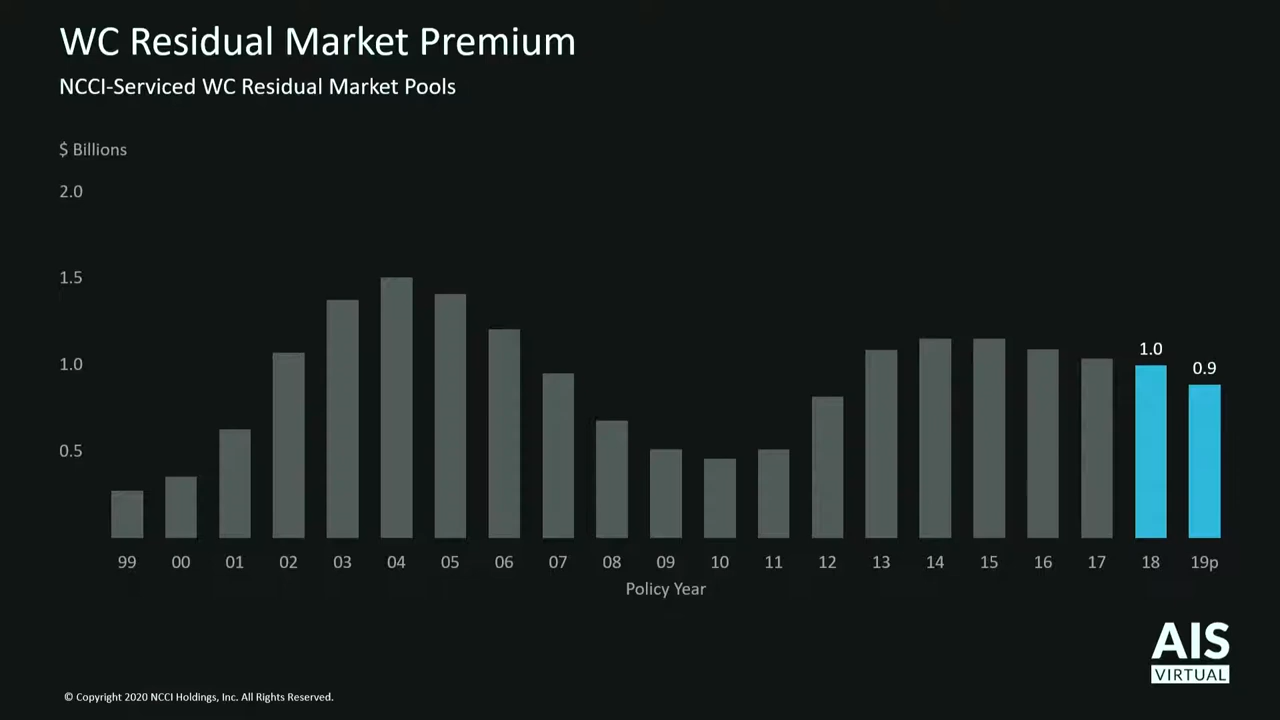 WC Residual Market Premium
NCCI-Serviced WC Residual Market Pools
$ Billions
2.0
1.5
1.0
0.5
1.0
0.9
99 00 01 02 03 04 05 06 07 08 09 10 11 12 13 14 15 16 17 18 19p
Policy Year
AIS
VIRTUAL
© Copyright 2020 NCCI Holdings, Inc. All Rights Reserved.